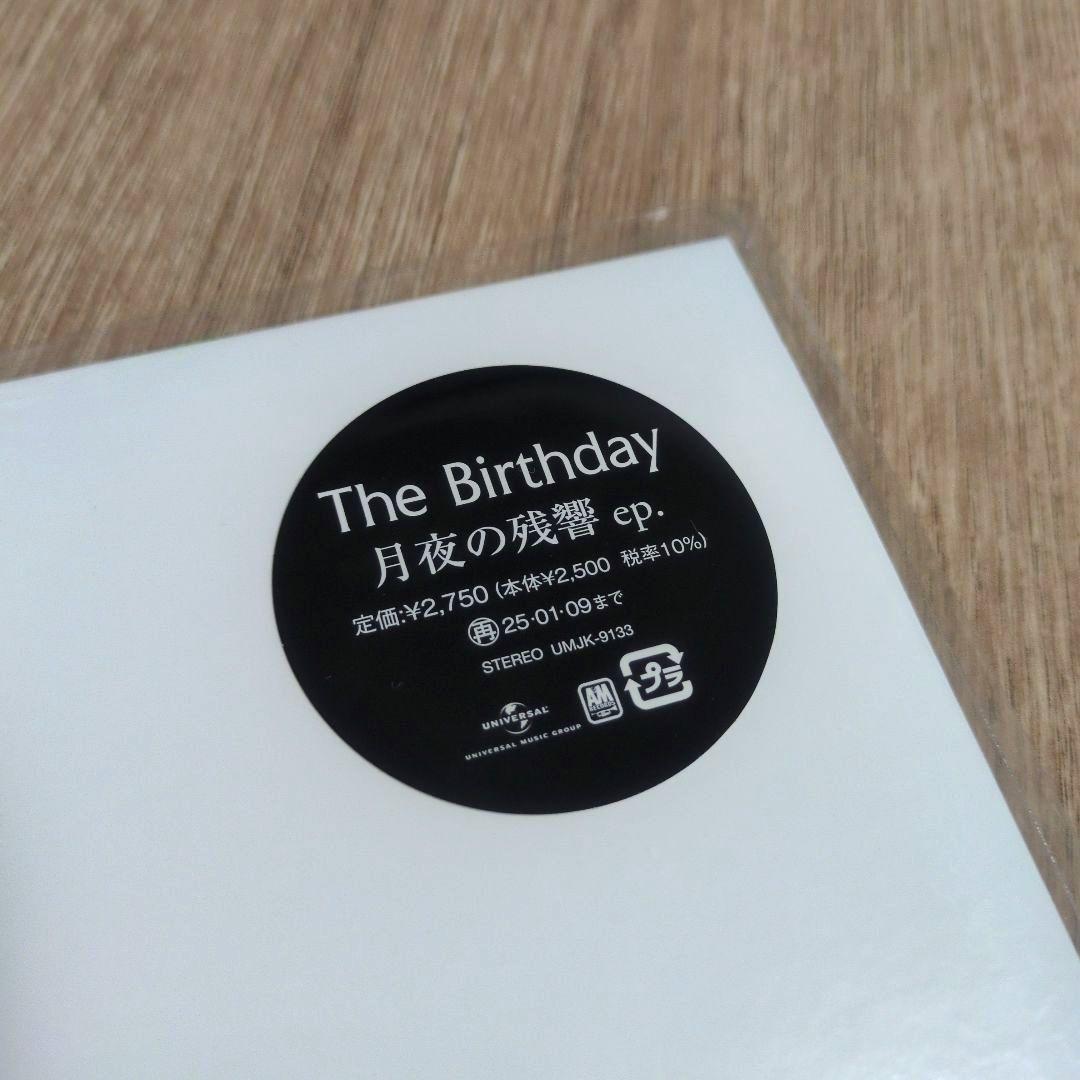 The Birthday
月夜の残響 ep.
定価:¥2,750 (本体¥2,500 税率10%)
再 25·01·09まで
STEREO UMJK-9133
UNIVERSAL
UNIVERSAL MUSIC GROUP
A&M
RECORDS
プラ